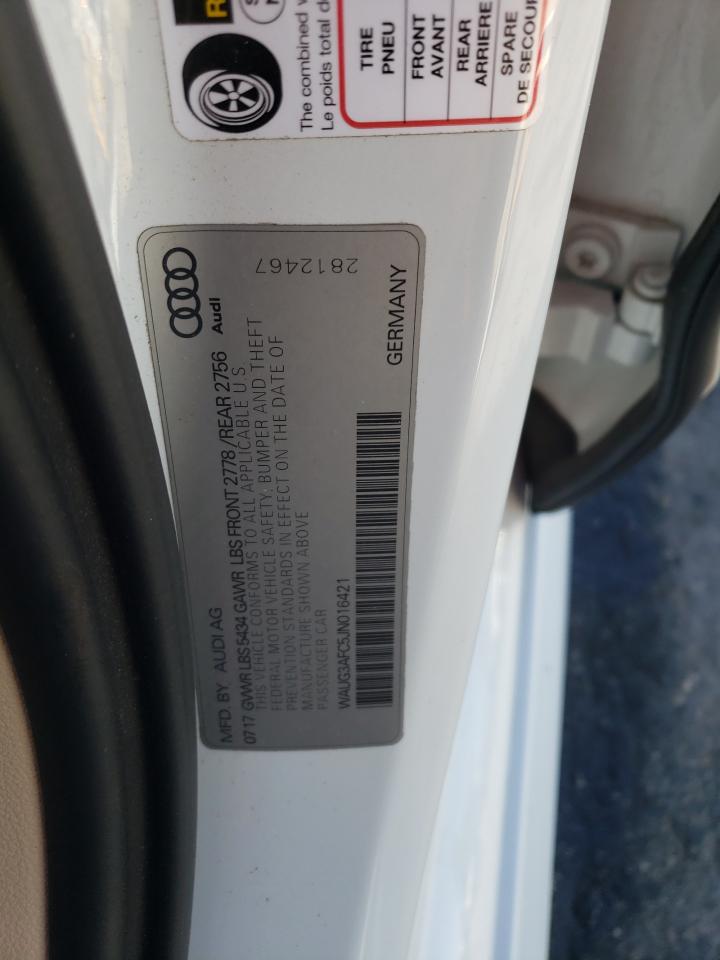 The combined
Le poids total
TIRE
PNEU
FRONT
AVANT
REAR
ARRIERE
SPARE
DE SECOUR
Audi
2812467
MFD. BY AUDI AG
0717 GVWR LBS 5434 GAWR LBS FRONT 2778 / REAR 2756
THIS VEHICLE CONFORMS TO ALL APPLICABLE U.S.
FEDERAL MOTOR VEHICLE SAFETY, BUMPER AND THEFT
PREVENTION STANDARDS IN EFFECT ON THE DATE OF
MANUFACTURE SHOWN ABOVE
PASSENGER CAR
WAUG3AFC5JN016421
GERMANY